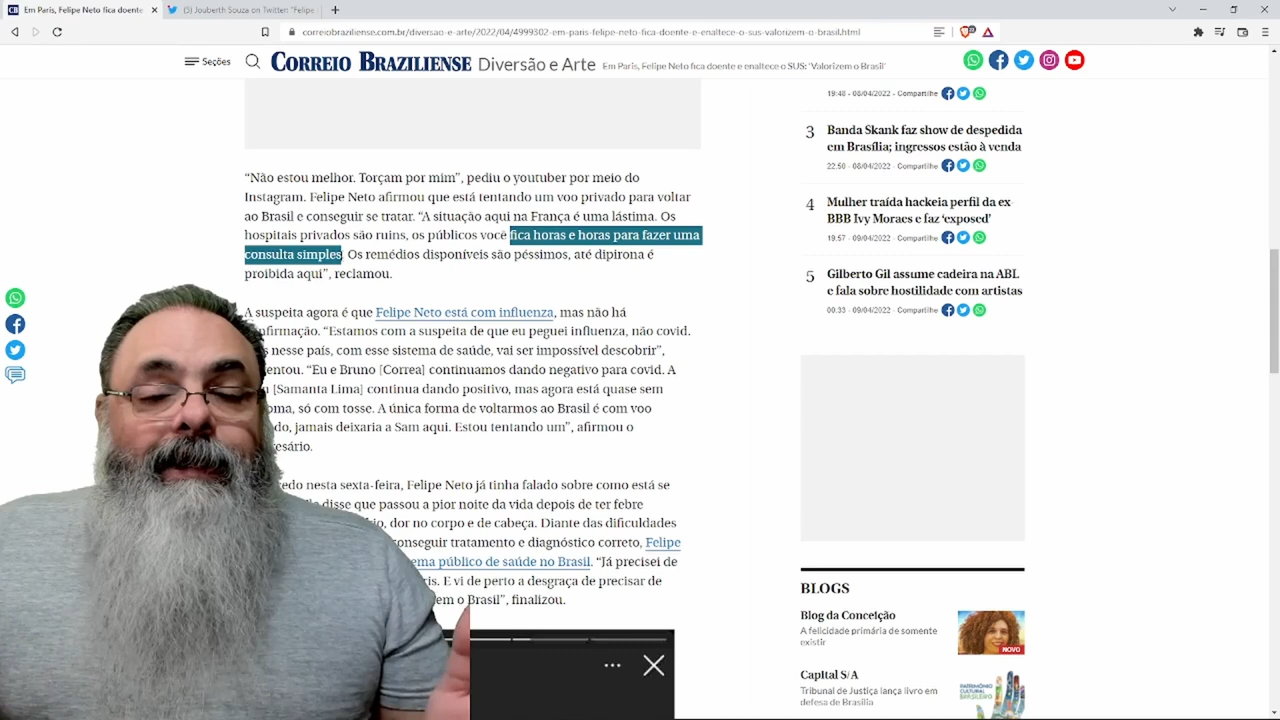 Em Paris, Felipe Neto fica doente
(5) Jouberth Souza on Twitter: "Felipe
correiobraziliense.com.br/diversao-e-arte/2022/04/4999302-em-paris-felipe-neto-fica-doente-e-enaltece-o-sus-valorizem-o-brasil.html
Seções
CORREIO BRAZILIENSE
Diversão e Arte
Em Paris, Felipe Neto fica doente e enaltece o SUS: 'Valorizem o Brasil'
“Não estou melhor. Torçam por mim”, pediu o youtuber por meio do
Instagram. Felipe Neto afirmou que está tentando um voo privado para voltar
ao Brasil e conseguir se tratar. “A situação aqui na França é uma lástima. Os
hospitais privados são ruins, os públicos você fica horas e horas para fazer uma
consulta simples. Os remédios disponíveis são péssimos, até dipirona é
proibida aqui”, reclamou.
A suspeita agora é que Felipe Neto está com influenza, mas não há
firmação. “Estamos com a suspeita de que eu peguei influenza, não covid.
nesse país, com esse sistema de saúde, vai ser impossível descobrir”,
entou. “Eu e Bruno [Correa] continuamos dando negativo para covid. A
[Samanta Lima] continua dando positivo, mas agora está quase sem
oma, só com tosse. A única forma de voltarmos ao Brasil é com voo
do, jamais deixaria a Sam aqui. Estou tentando um”, afirmou o
esário.
edo nesta sexta-feira, Felipe Neto já tinha falado sobre como está se
disse que passou a pior noite da vida depois de ter febre
io, dor no corpo e de cabeça. Diante das dificuldades
conseguir tratamento e diagnóstico correto, Felipe
ema público de saúde no Brasil. “Já precisei de
ris. E vi de perto a desgraça de precisar de
em o Brasil”, finalizou.
19:48 - 08/04/2022 - Compartilhe
3
Banda Skank faz show de despedida
em Brasília; ingressos estão à venda
22:50 - 08/04/2022 - Compartilhe
4
Mulher traída hackeia perfil da ex
BBB Ivy Moraes e faz ‘exposed’
19:57 - 09/04/2022 - Compartilhe
5
Gilberto Gil assume cadeira na ABL
e fala sobre hostilidade com artistas
00:33 - 09/04/2022 - Compartilhe
BLOGS
Blog da Conceição
A felicidade primária de somente
existir
NOVO
Capital S/A
Tribunal de Justiça lança livro em
defesa de Brasília
PATRIMÔNIO
CULTURAL
BRASILEIRO